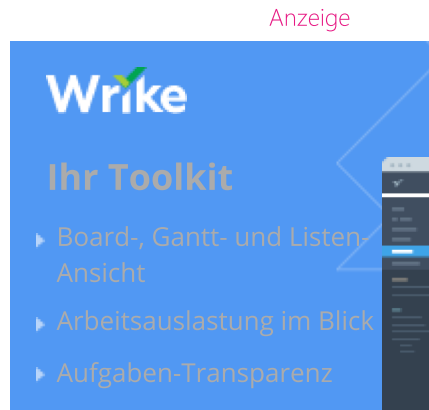 Anzeige
Wrike
Ihr Toolkit
Board-, Gantt- und Listen-
Ansicht
Arbeitsauslastung im Blick
Aufgaben-Transparenz